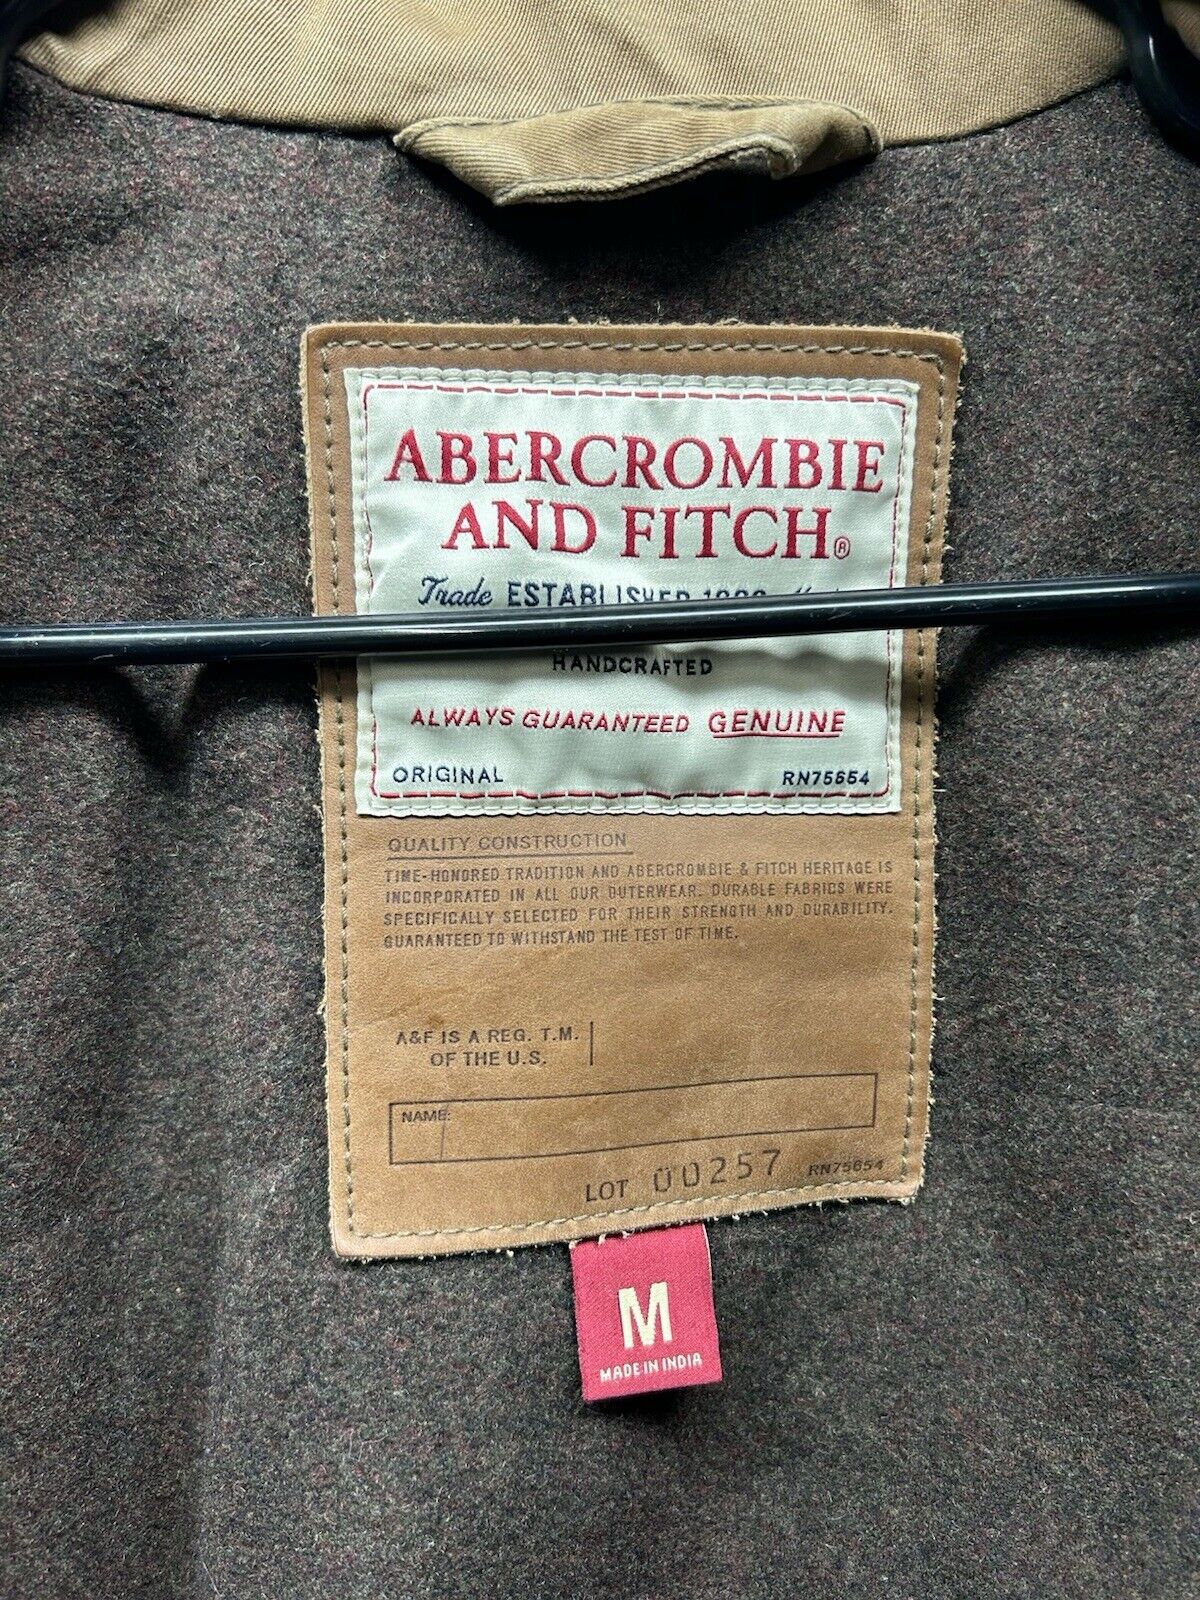 ABERCROMBIE
AND FITCH®
Trade ESTABLISHED
HANDCRAFTED
ALWAYS GUARANTEED GENUINE
ORIGINAL RN75654
QUALITY CONSTRUCTION
TIME-HONORED TRADITION AND ABERCROMBIE & FITCH HERITAGE IS
INCORPORATED IN ALL OUR OUTERWEAR. DURABLE FABRICS WERE
SPECIFICALLY SELECTED FOR THEIR STRENGTH AND DURABILITY.
GUARANTEED TO WITHSTAND THE TEST OF TIME.
A&F IS A REG. T.M.
OF THE U.S.
NAME:
LOT 00257 RN75654
M
MADE IN INDIA